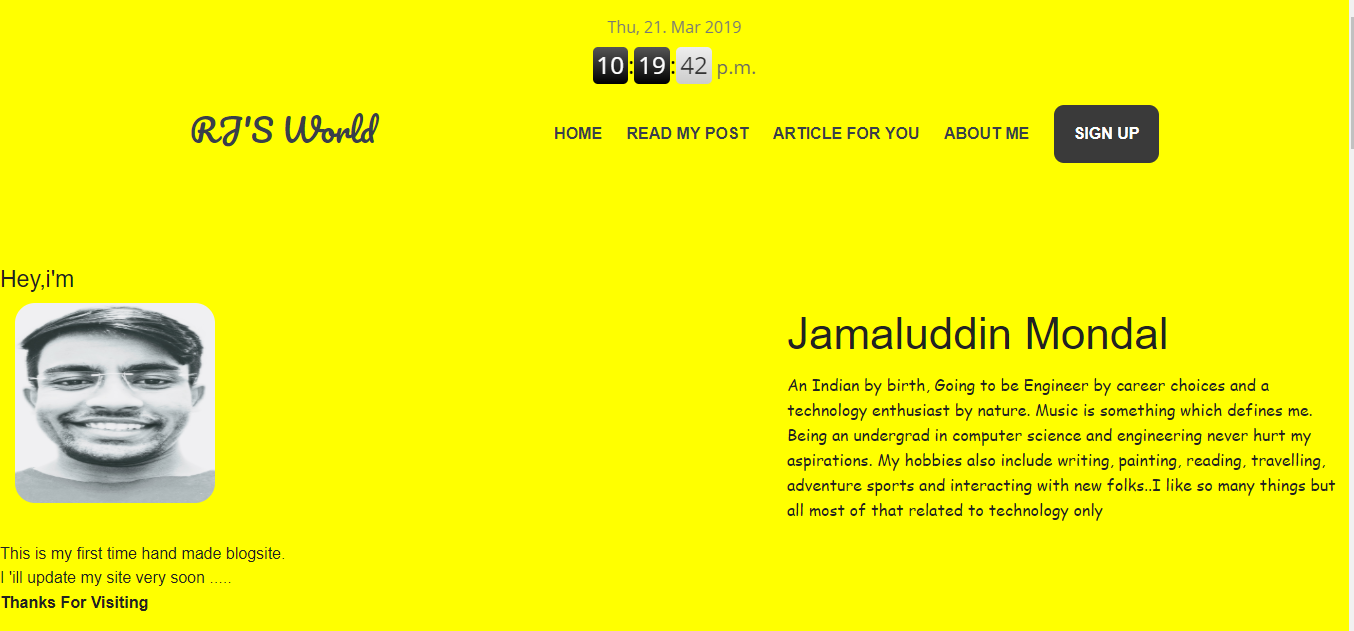 Thu, 21. Mar 2019
10:19:42 p.m.
RJ'S World
HOME READ MY POST ARTICLE FOR YOU ABOUT ME SIGN UP
Hey,i'm
Jamaluddin Mondal
An Indian by birth, Going to be Engineer by career choices and a
technology enthusiast by nature. Music is something which defines me.
Being an undergrad in computer science and engineering never hurt my
aspirations. My hobbies also include writing, painting, reading, travelling,
adventure sports and interacting with new folks..I like so many things but
all most of that related to technology only
This is my first time hand made blogsite.
I 'ill update my site very soon .....
Thanks For Visiting